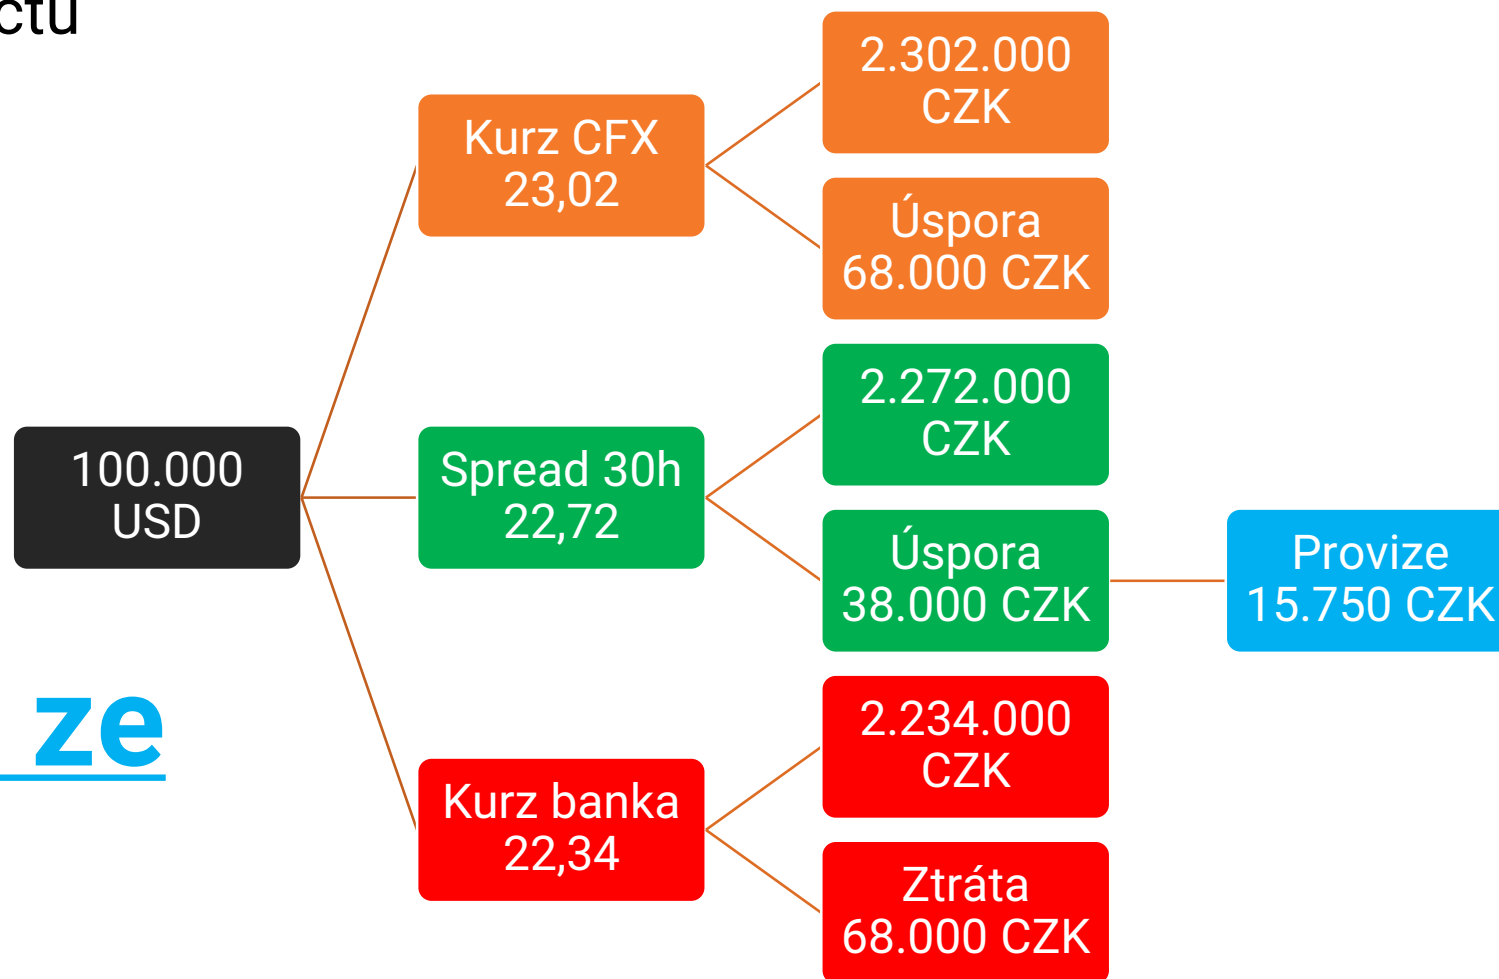 2.302.000
CZK
Kurz CFX
23,02
Úspora
68.000 CZK
2.272.000
CZK
100.000
USD
Spread 30h
22,72
Úspora
38.000 CZK
Provize
15.750 CZK
ze
2.234.000
CZK
Kurz banka
22,34
Ztráta
68.000 CZK